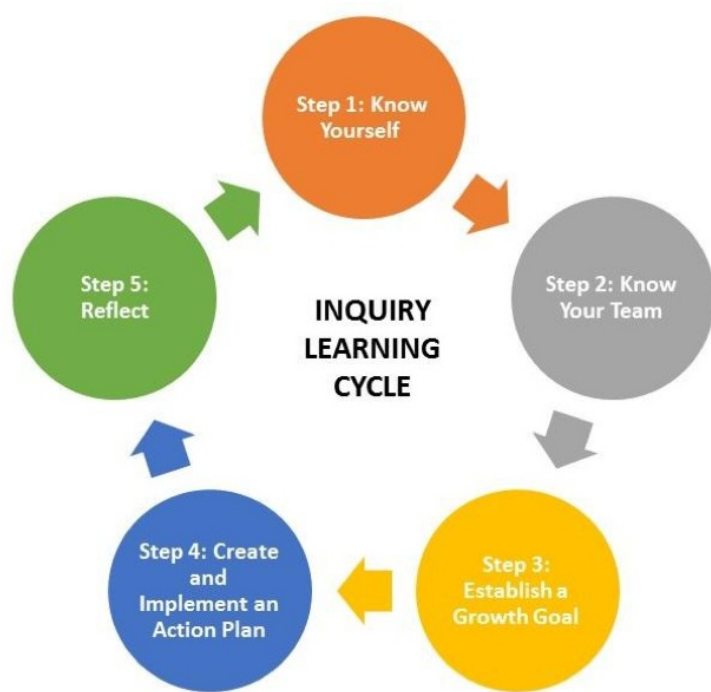 Step 1: Know
Yourself
Step 2: Know
Your Team
Step 3:
Establish a
Growth Goal
Step 4: Create
and
Implement an
Action Plan
Step 5:
Reflect
INQUIRY
LEARNING
CYCLE